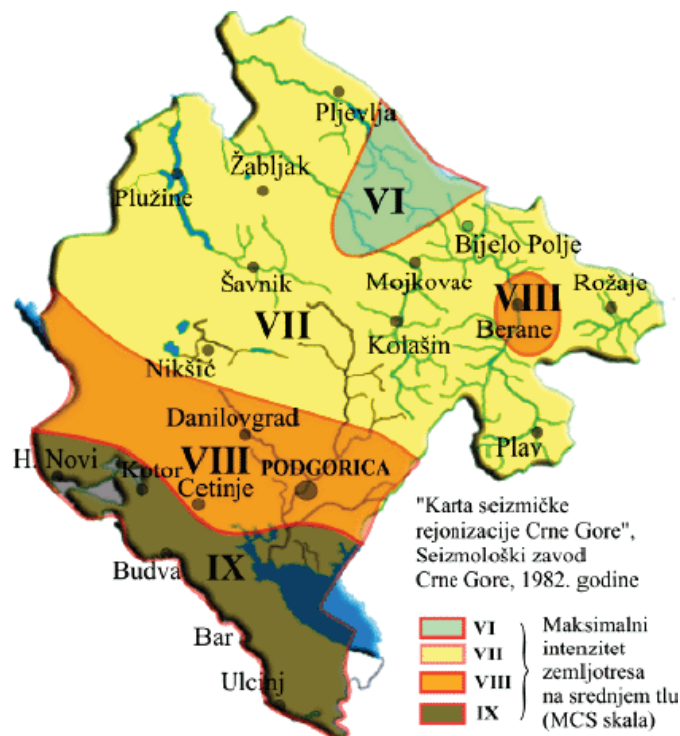 Pljevlja
Žabljak
VI
Plužine
Bijelo Polje
Šavnik
Mojkovac
VIII
Rožaje
VII
Berane
Kolašin
Nikšić
Danilovgrad
Plav
VIII
PODGORICA
H. Novi
Kotor
Cetinje
"Karta seizmičke
rejonizacije Crne Gore",
Seizmološki zavod
Crne Gore, 1982. godine
Budva
IX
Bar
Ulcinj
VI
VII
VIII
IX
Maksimalni
intenzitet
zemljotresa
na srednjem tlu
(MCS skala)